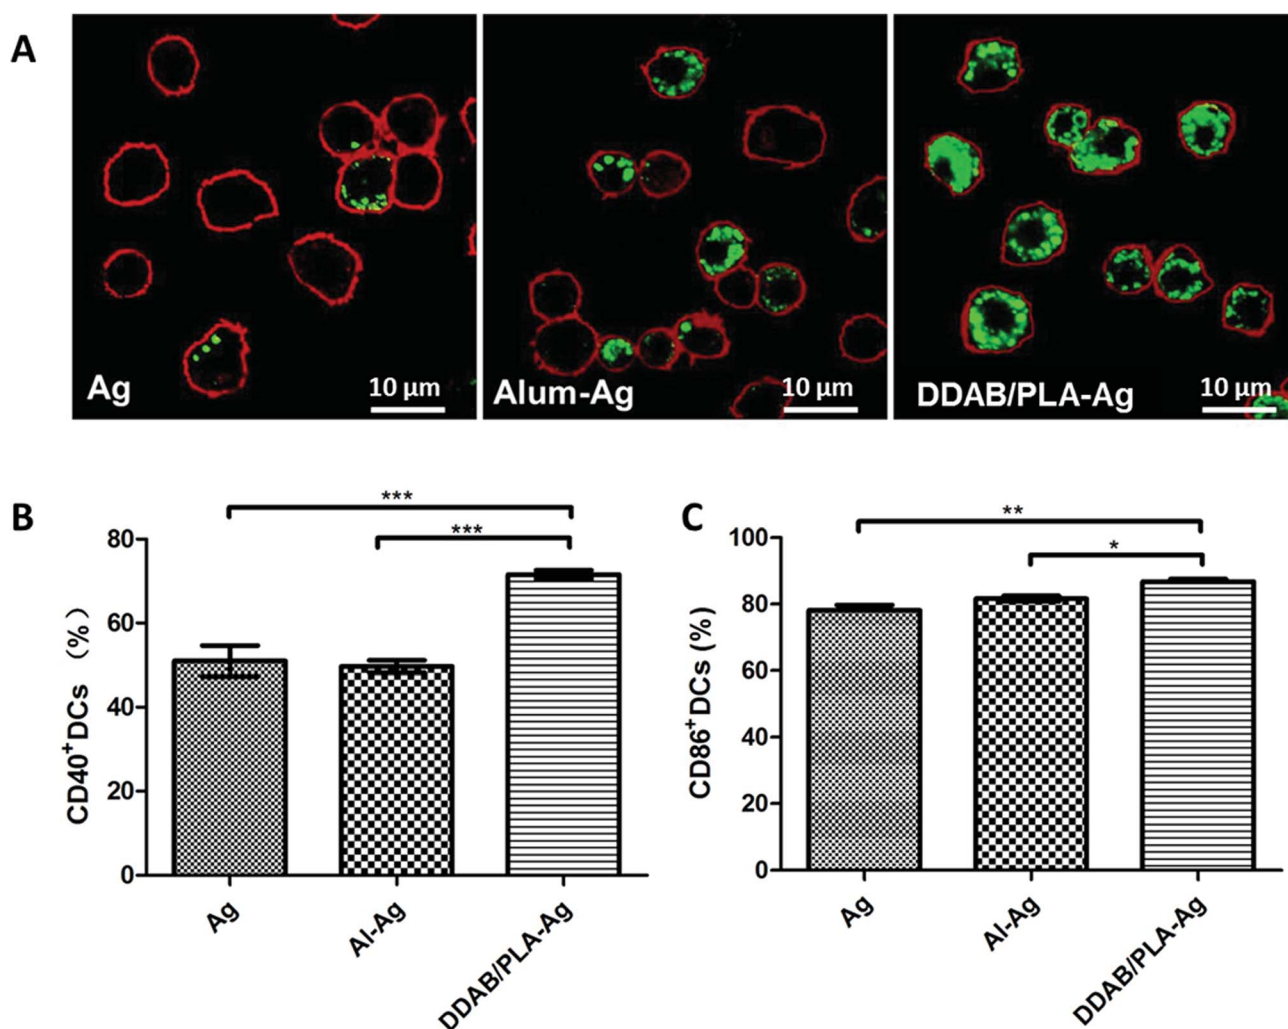 A
Ag
10 µm
Alum-Ag
10 µm
DDAB/PLA-Ag
10 µm
B
***
***
CD40⁺DCs (%)
80
60
40
20
0
Ag
Al-Ag
DDAB/PLA-Ag
C
**
*
CD86⁺DCs (%)
100
80
60
40
20
0
Ag
Al-Ag
DDAB/PLA-Ag